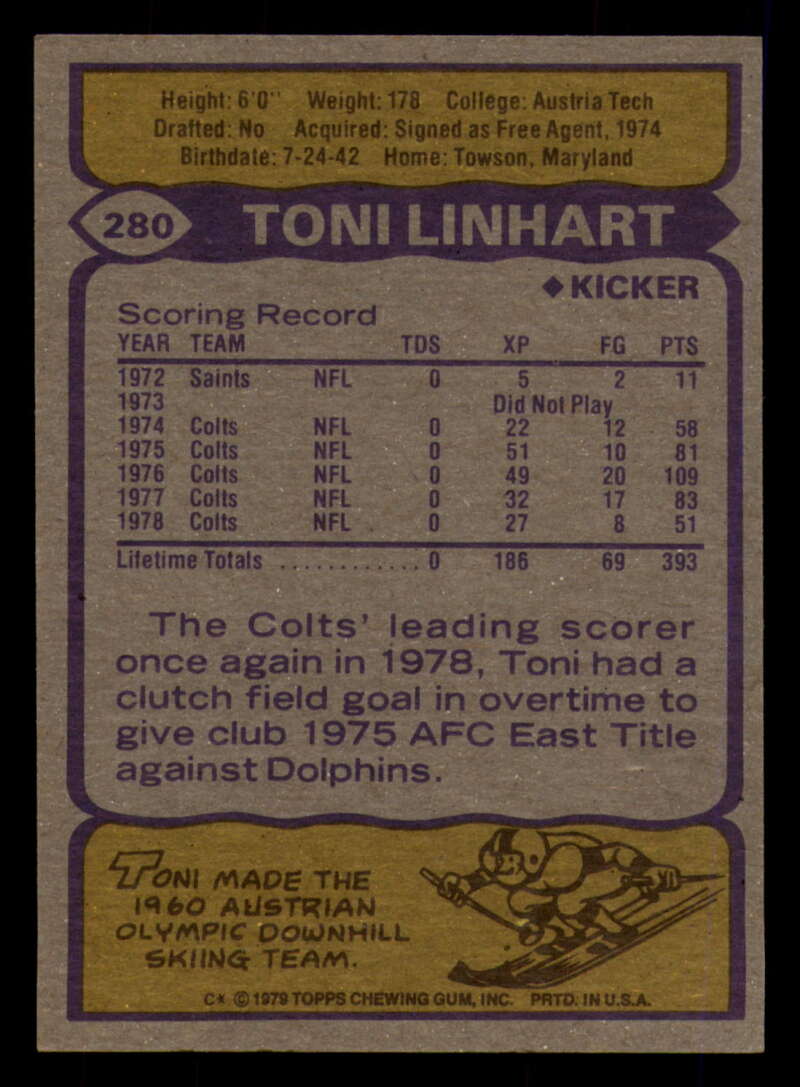 Height: 6'0" Weight: 178 College: Austria Tech
Drafted: No Acquired: Signed as Free Agent, 1974
Birthdate: 7-24-42 Home: Towson, Maryland
280 TONI LINHART
◆ KICKER
Scoring Record
YEAR TEAM TDS XP FG PTS
1972 Saints NFL 0 5 2 11
1973 Did Not Play
1974 Colts NFL 0 22 12 58
1975 Colts NFL 0 51 10 81
1976 Colts NFL 0 49 20 109
1977 Colts NFL 0 32 17 83
1978 Colts NFL 0 27 8 51
Lifetime Totals ............. 0 186 69 393
The Colts' leading scorer
once again in 1978, Toni had a
clutch field goal in overtime to
give club 1975 AFC East Title
against Dolphins.
TONI MADE THE
1960 AUSTRIAN
OLYMPIC DOWNHILL
SKIING TEAM.
C* © 1979 TOPPS CHEWING GUM, INC. PRTD. IN U.S.A.